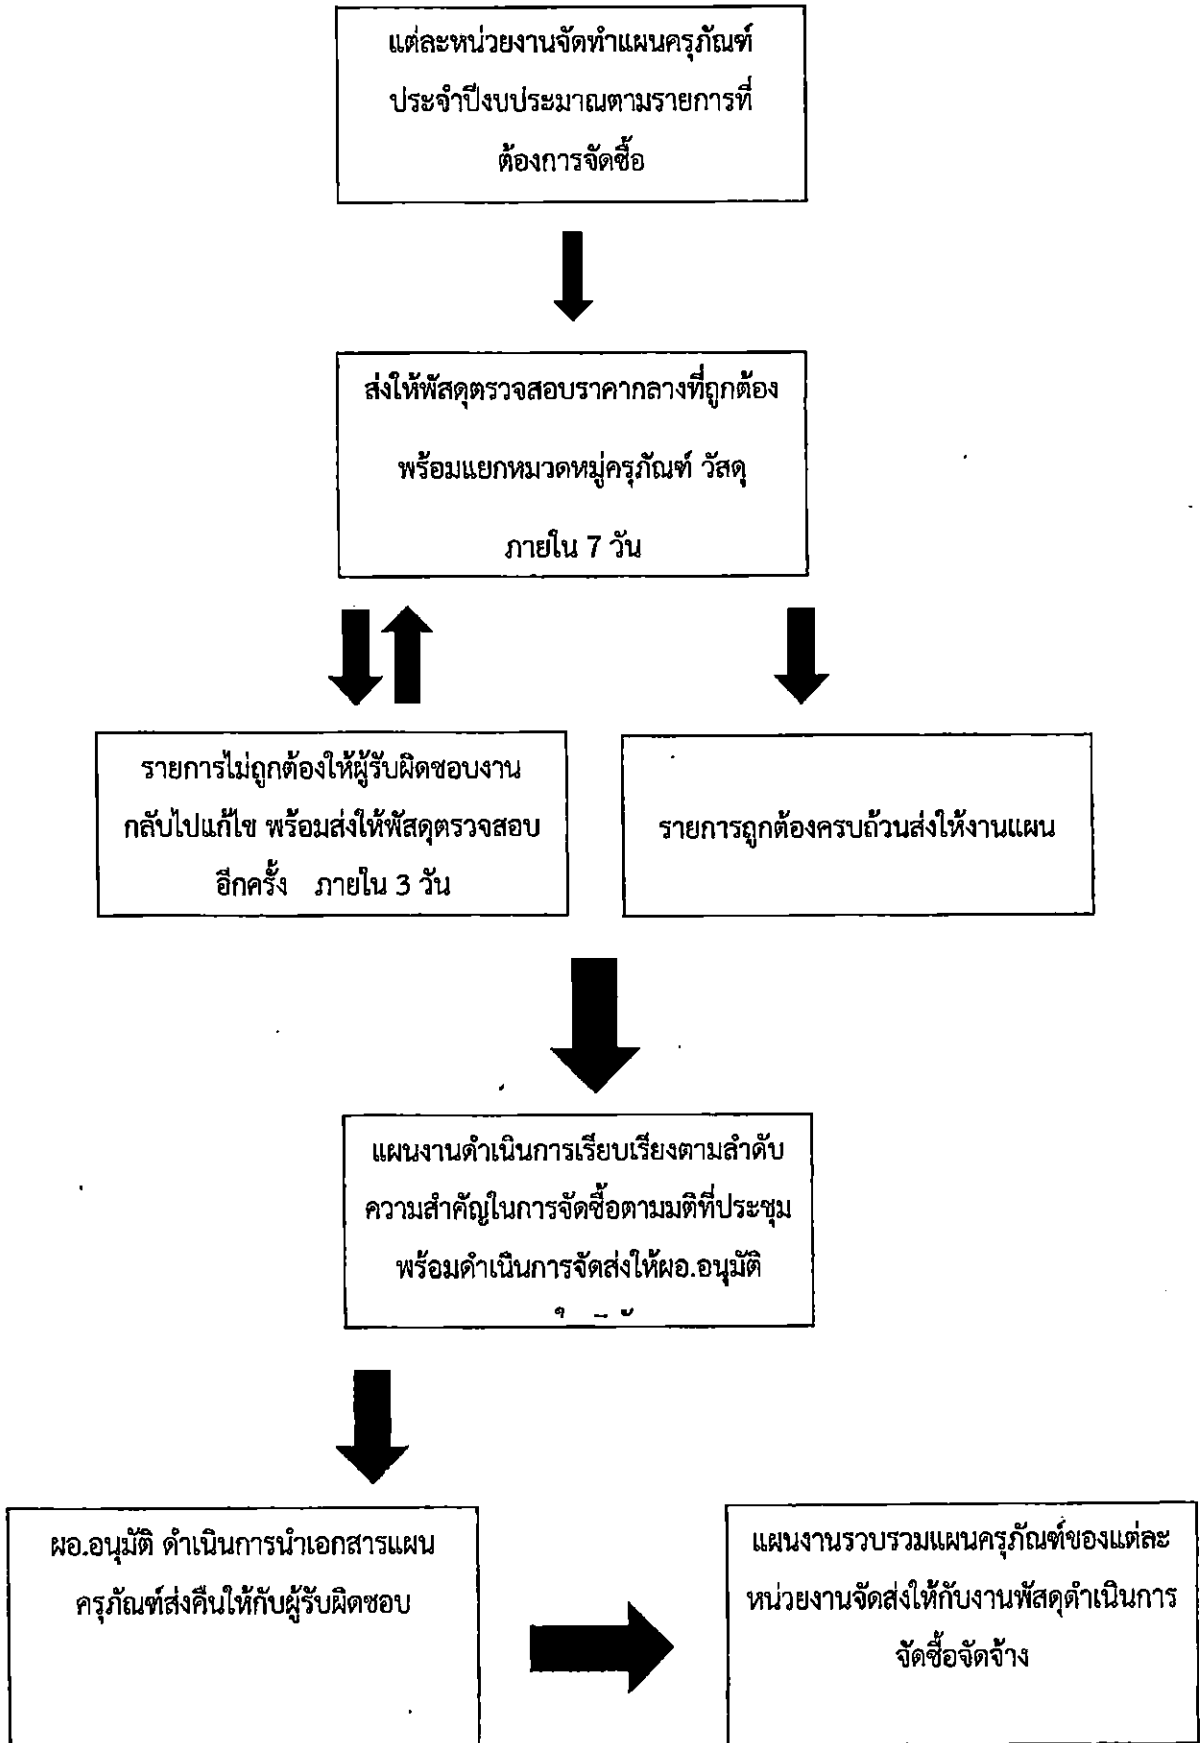 แต่ละหน่วยงานจัดทำแผนครุภัณฑ์
ประจำปีงบประมาณตามรายการที่
ต้องการจัดซื้อ
ส่งให้พัสดุตรวจสอบราคากลางที่ถูกต้อง
พร้อมแยกหมวดหมู่ครุภัณฑ์ วัสดุ
ภายใน 7 วัน
รายการไม่ถูกต้องให้ผู้รับผิดชอบงาน
กลับไปแก้ไข พร้อมส่งให้พัสดุตรวจสอบ
อีกครั้ง ภายใน 3 วัน
รายการถูกต้องครบถ้วนส่งให้งานแผน
แผนงานดำเนินการเรียบเรียงตามลำดับ
ความสำคัญในการจัดซื้อตามมติที่ประชุม
พร้อมดำเนินการจัดส่งให้ผอ.อนุมัติ
ผอ.อนุมัติ ดำเนินการนำเอกสารแผน
ครุภัณฑ์ส่งคืนให้กับผู้รับผิดชอบ
แผนงานรวบรวมแผนครุภัณฑ์ของแต่ละ
หน่วยงานจัดส่งให้กับงานพัสดุดำเนินการ
จัดซื้อจัดจ้าง